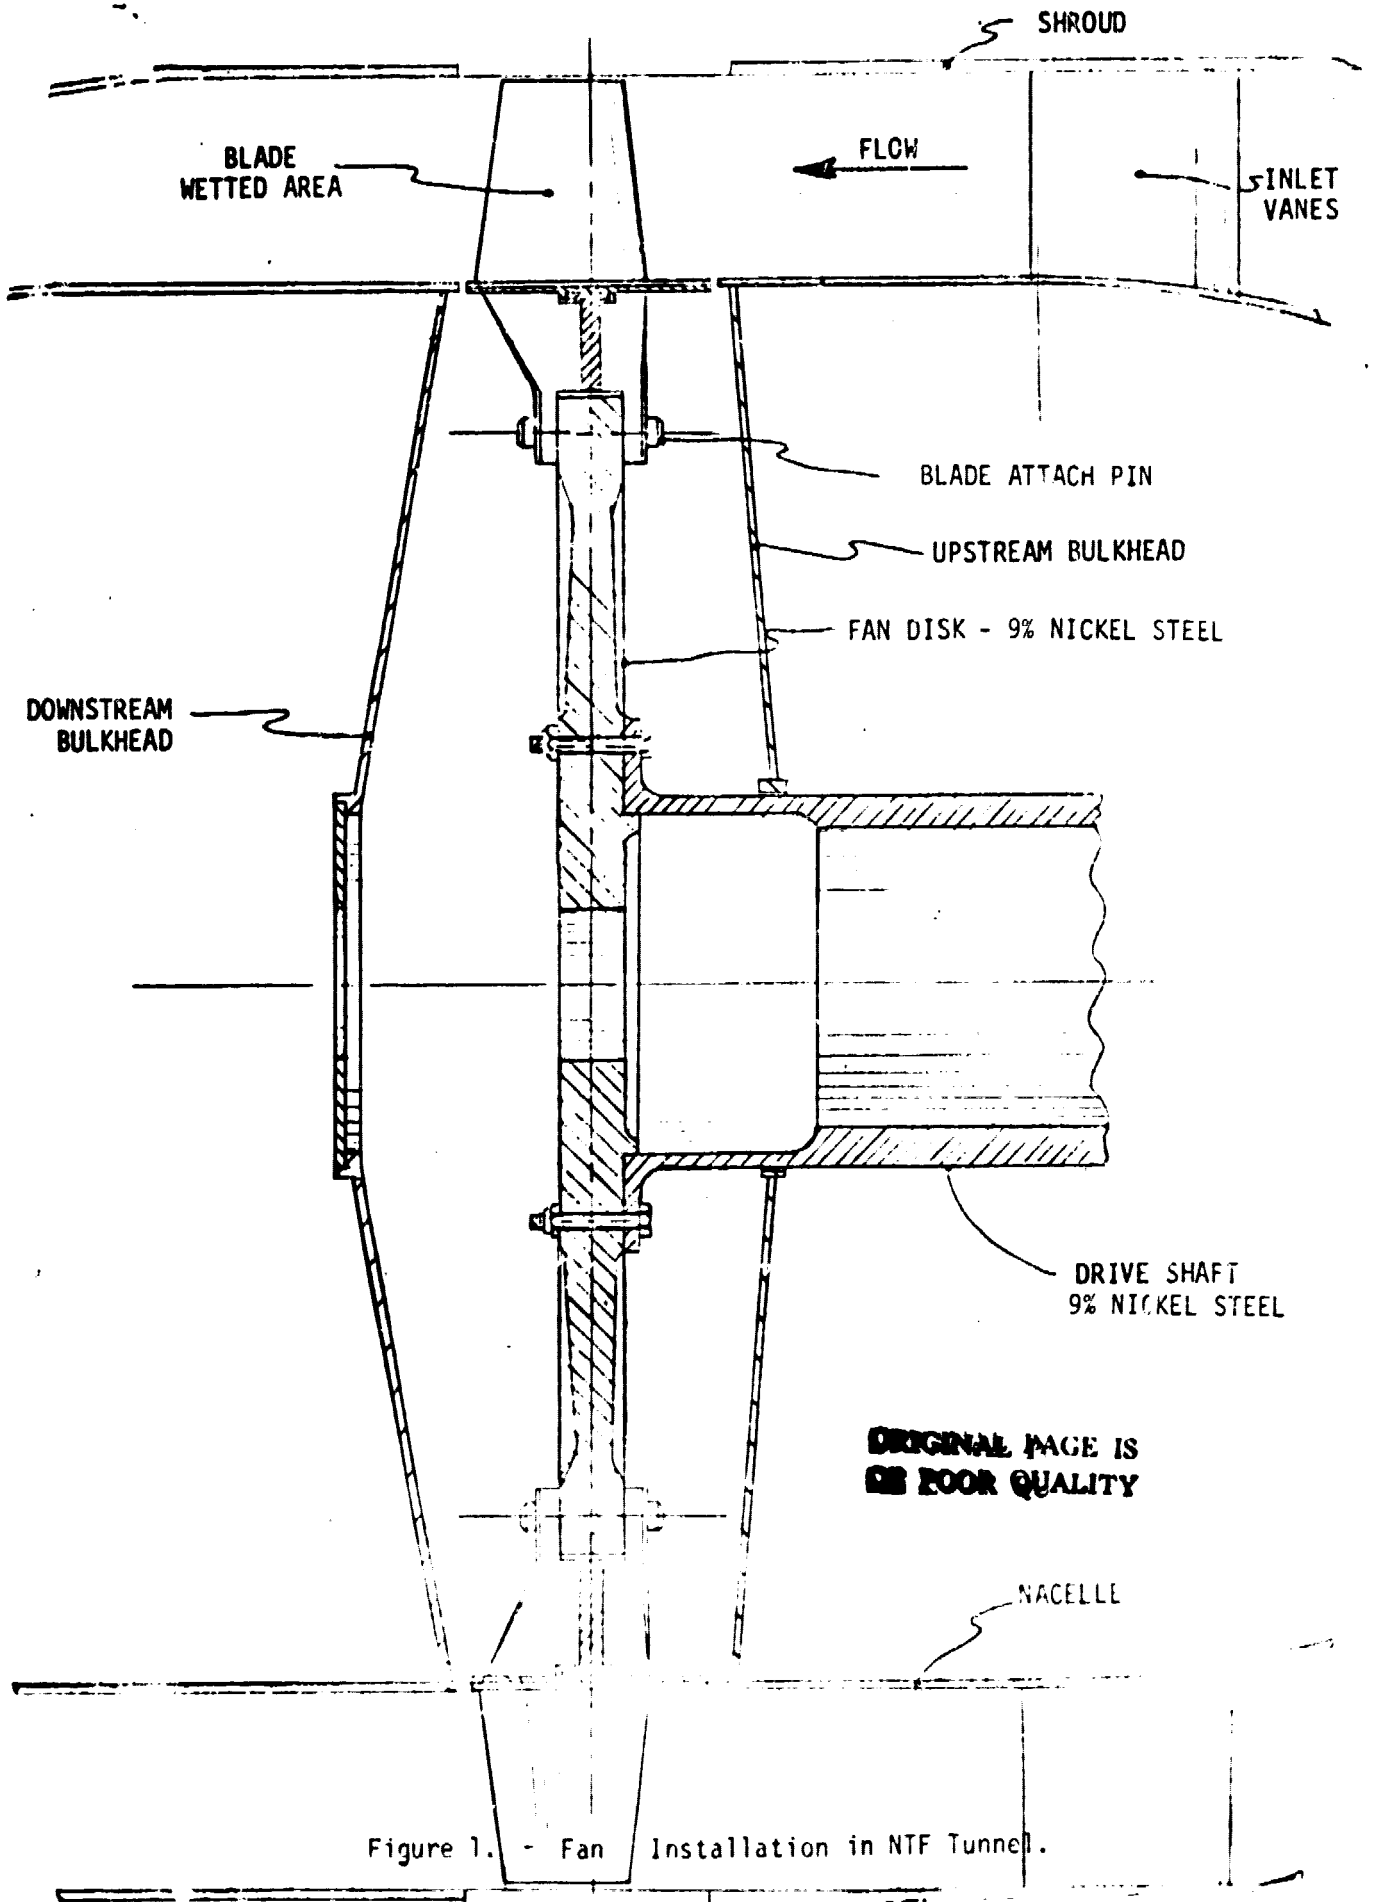 SHROUD
BLADE
WETTED AREA
FLOW
INLET
VANES
BLADE ATTACH PIN
UPSTREAM BULKHEAD
FAN DISK - 9% NICKEL STEEL
DOWNSTREAM
BULKHEAD
DRIVE SHAFT
9% NICKEL STEEL
ORIGINAL PAGE IS
OF POOR QUALITY
NACELLE
Figure 1. - Fan Installation in NTF Tunnel.